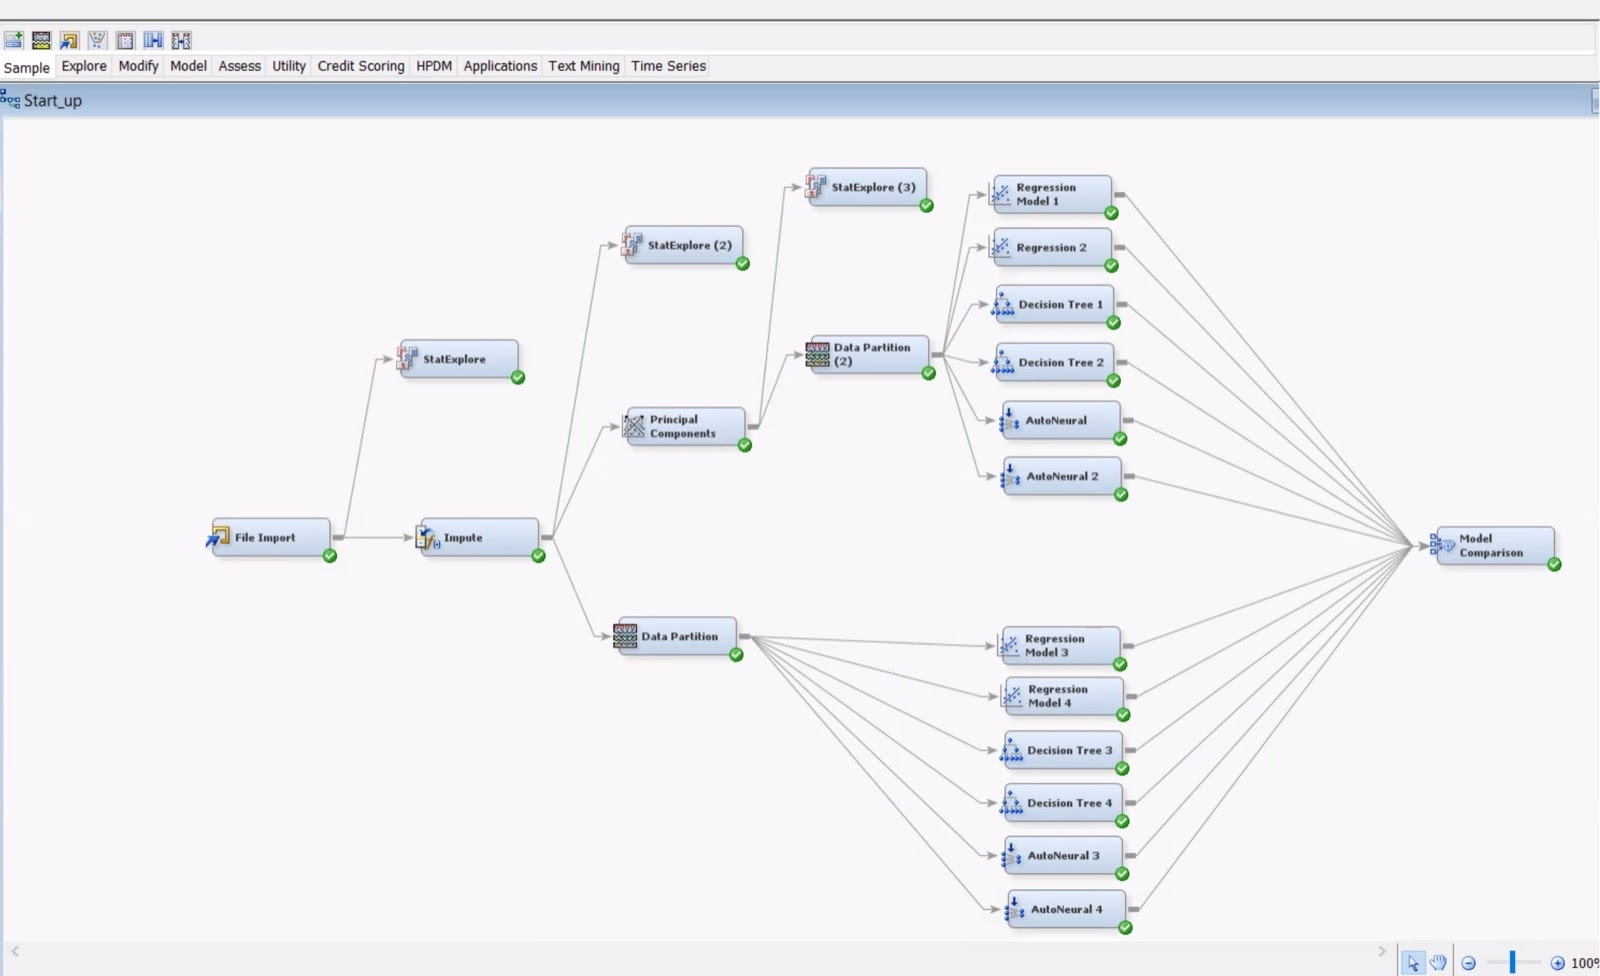 Sample Explore Modify Model Assess Utility Credit Scoring HPDM Applications Text Mining Time Series
Start_up
StatExplore (3)
Regression
Model 1
StatExplore (2)
Regression 2
Decision Tree 1
StatExplore
Data Partition
(2)
Decision Tree 2
Principal
Components
AutoNeural
AutoNeural 2
File Import
Impute
Model
Comparison
Data Partition
Regression
Model 3
Regression
Model 4
Decision Tree 3
Decision Tree 4
AutoNeural 3
AutoNeural 4
100%